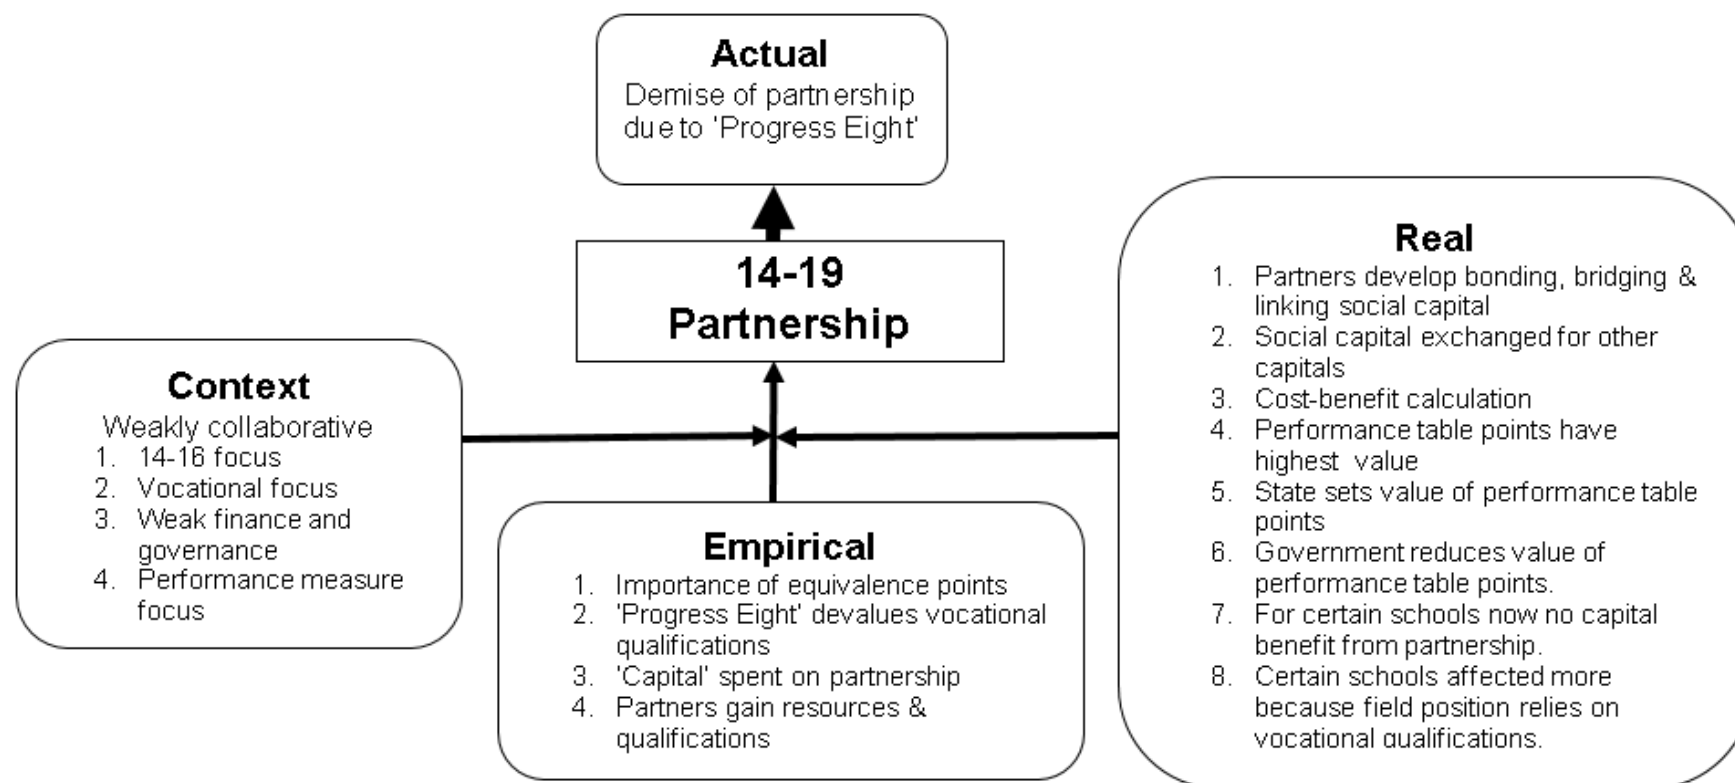 Actual
Demise of partnership
due to 'Progress Eight'
14-19
Partnership
Context
Weakly collaborative
1. 14-16 focus
2. Vocational focus
3. Weak finance and
governance
4. Performance measure
focus
Empirical
1. Importance of equivalence points
2. 'Progress Eight' devalues vocational
qualifications
3. 'Capital' spent on partnership
4. Partners gain resources &
qualifications
Real
1. Partners develop bonding, bridging &
linking social capital
2. Social capital exchanged for other
capitals
3. Cost-benefit calculation
4. Performance table points have
highest value
5. State sets value of performance table
points
6. Government reduces value of
performance table points.
7. For certain schools now no capital
benefit from partnership.
8. Certain schools affected more
because field position relies on
vocational qualifications.